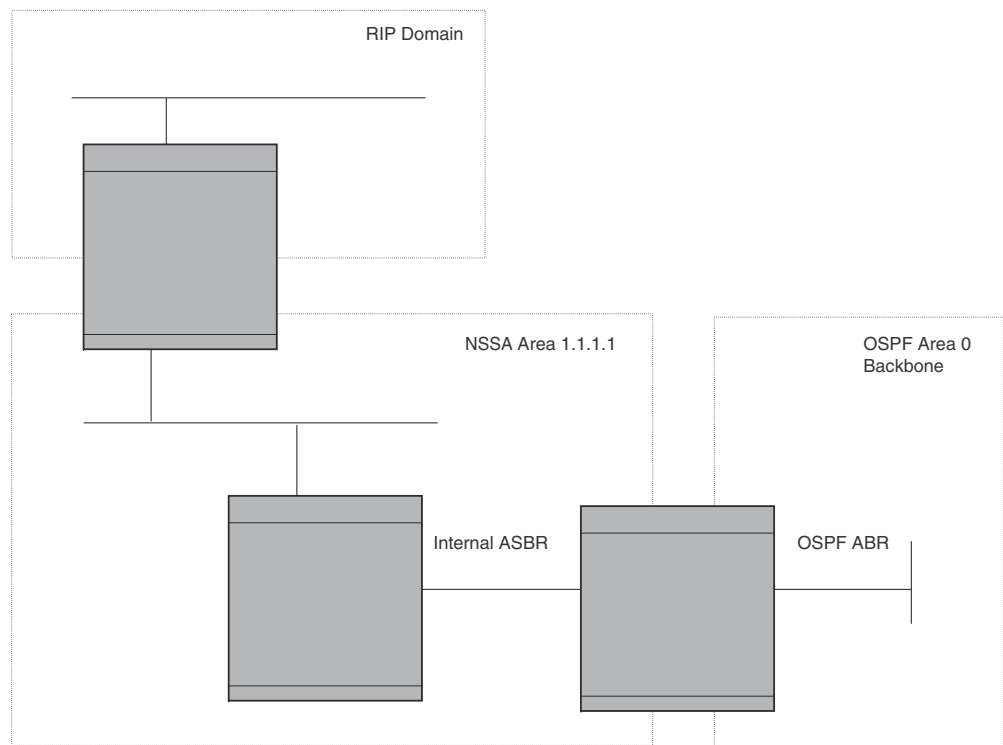 RIP Domain
NSSA Area 1.1.1.1
OSPF Area 0
Backbone
Internal ASBR
OSPF ABR